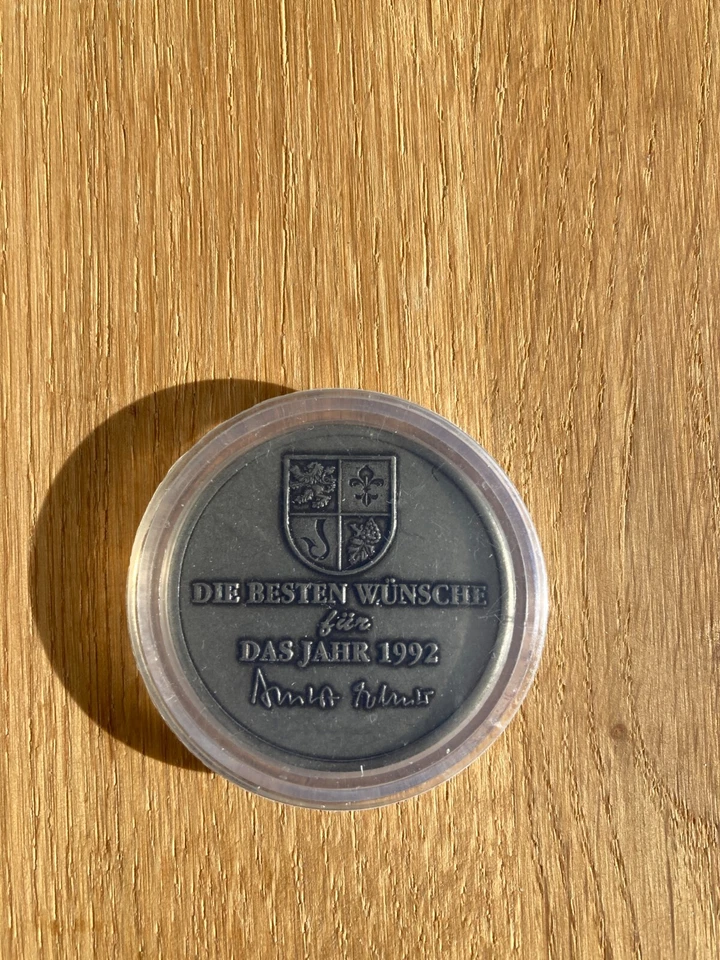 DIE BESTEN WÜNSCHE
für
DAS JAHR 1992